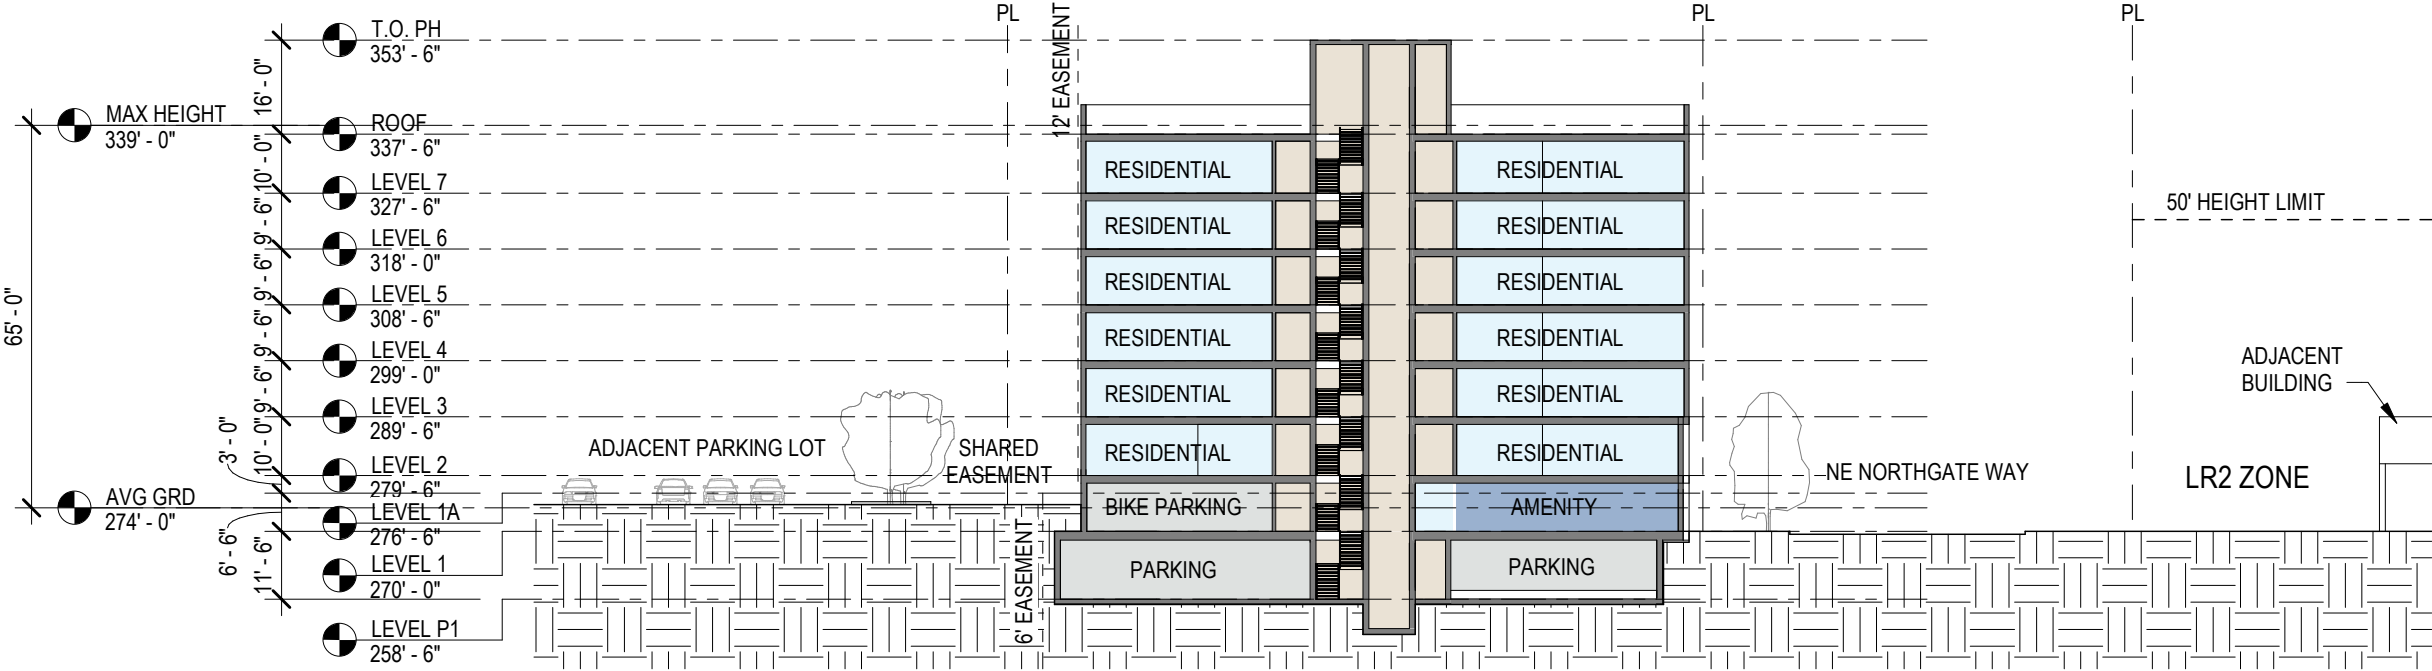 PL
PL
PL
12' EASEMENT
T.O. PH
353' - 6"
16' - 0"
MAX HEIGHT
339' - 0"
ROOF
337' - 6"
10' - 0"
LEVEL 7
327' - 6"
9' - 6"
LEVEL 6
318' - 0"
9' - 6"
LEVEL 5
308' - 6"
9' - 6"
LEVEL 4
299' - 0"
9' - 6"
LEVEL 3
289' - 6"
10' - 0"
LEVEL 2
279' - 6"
3' - 0"
65' - 0"
AVG GRD
274' - 0"
LEVEL 1A
276' - 6"
6' - 6"
LEVEL 1
270' - 0"
11' - 6"
LEVEL P1
258' - 6"
ADJACENT PARKING LOT
SHARED
EASEMENT
6' EASEMENT
RESIDENTIAL
RESIDENTIAL
RESIDENTIAL
RESIDENTIAL
RESIDENTIAL
RESIDENTIAL
RESIDENTIAL
RESIDENTIAL
RESIDENTIAL
RESIDENTIAL
RESIDENTIAL
RESIDENTIAL
BIKE PARKING
AMENITY
PARKING
PARKING
NE NORTHGATE WAY
50' HEIGHT LIMIT
ADJACENT
BUILDING
LR2 ZONE